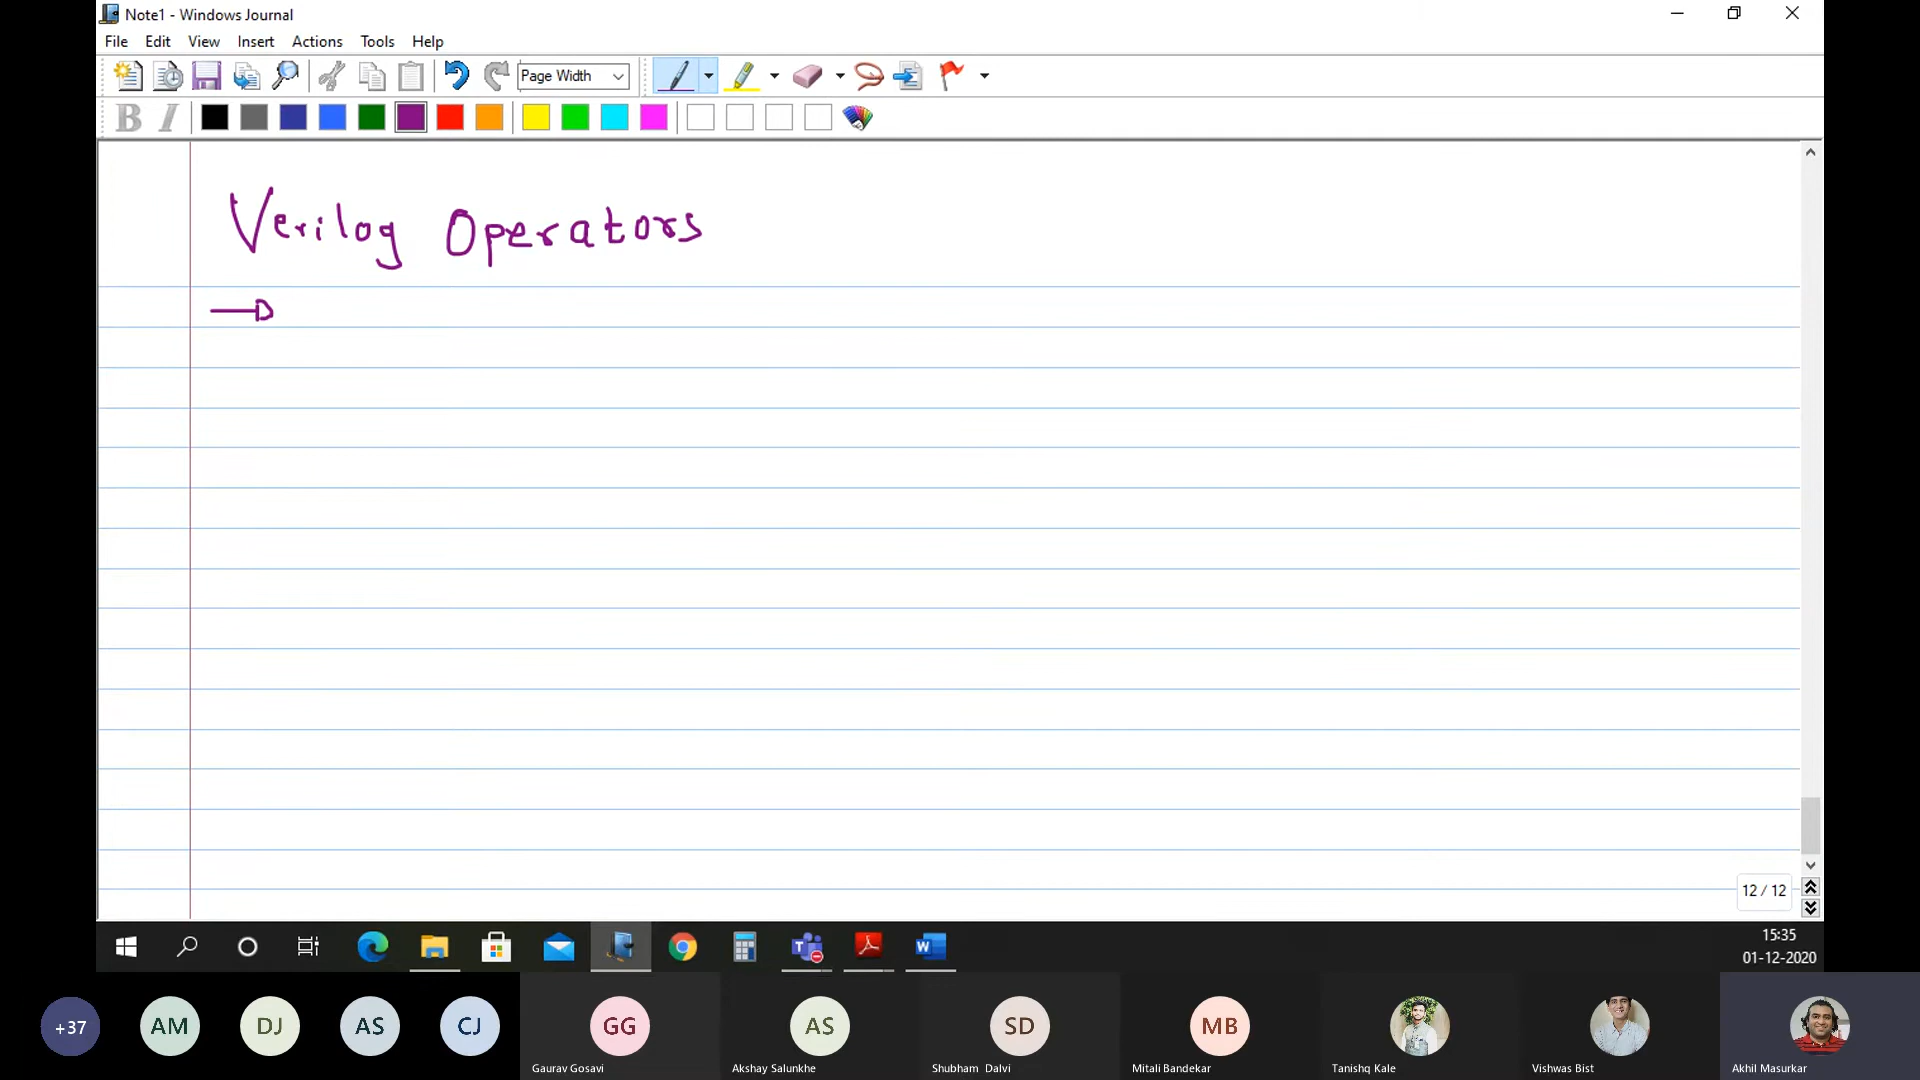 Note1 - Windows Journal
File Edit View Insert Actions Tools Help
Page Width
B I
Verilog Operators
12 / 12
15:35
01-12-2020
+37 AM DJ AS CJ GG AS SD MB
Gaurav Gosavi Akshay Salunkhe Shubham Dalvi Mitali Bandekar Tanishq Kale Vishwas Bist Akhil Masurkar